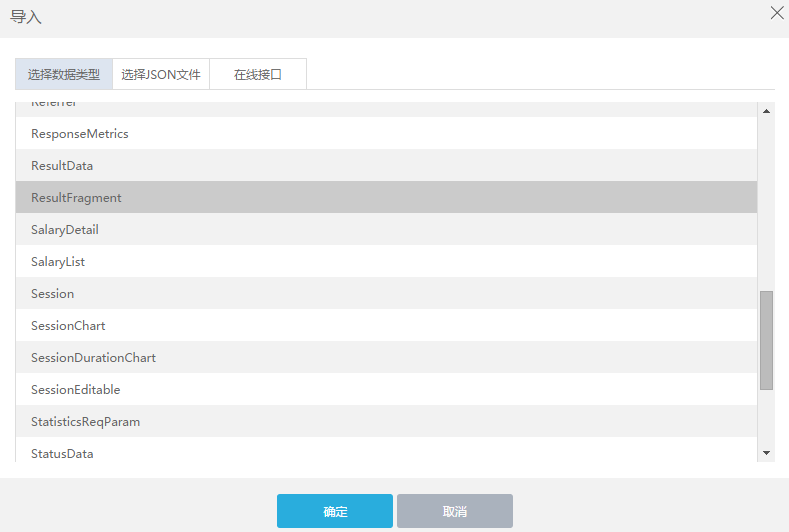 导入
选择数据类型 选择JSON文件 在线接口
Referrer
ResponseMetrics
ResultData
ResultFragment
SalaryDetail
SalaryList
Session
SessionChart
SessionDurationChart
SessionEditable
StatisticsReqParam
StatusData
确定 取消